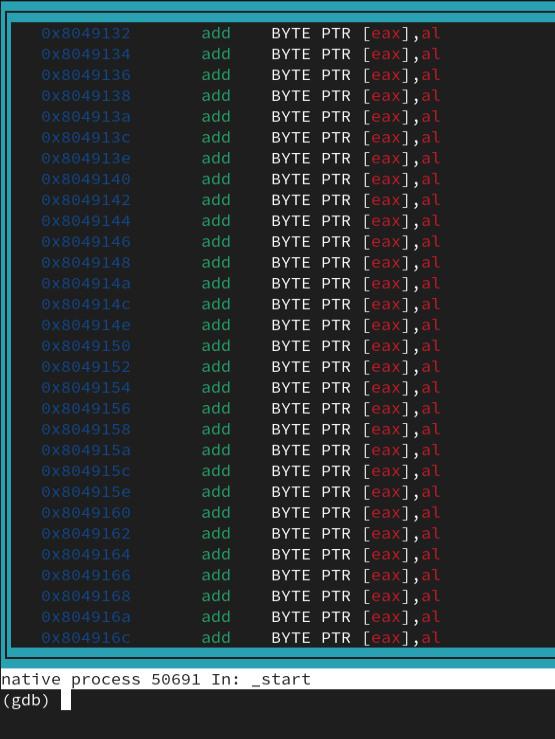 0x8049132 add BYTE PTR [eax],al
0x8049134 add BYTE PTR [eax],al
0x8049136 add BYTE PTR [eax],al
0x8049138 add BYTE PTR [eax],al
0x804913a add BYTE PTR [eax],al
0x804913c add BYTE PTR [eax],al
0x804913e add BYTE PTR [eax],al
0x8049140 add BYTE PTR [eax],al
0x8049142 add BYTE PTR [eax],al
0x8049144 add BYTE PTR [eax],al
0x8049146 add BYTE PTR [eax],al
0x8049148 add BYTE PTR [eax],al
0x804914a add BYTE PTR [eax],al
0x804914c add BYTE PTR [eax],al
0x804914e add BYTE PTR [eax],al
0x8049150 add BYTE PTR [eax],al
0x8049152 add BYTE PTR [eax],al
0x8049154 add BYTE PTR [eax],al
0x8049156 add BYTE PTR [eax],al
0x8049158 add BYTE PTR [eax],al
0x804915a add BYTE PTR [eax],al
0x804915c add BYTE PTR [eax],al
0x804915e add BYTE PTR [eax],al
0x8049160 add BYTE PTR [eax],al
0x8049162 add BYTE PTR [eax],al
0x8049164 add BYTE PTR [eax],al
0x8049166 add BYTE PTR [eax],al
0x8049168 add BYTE PTR [eax],al
0x804916a add BYTE PTR [eax],al
0x804916c add BYTE PTR [eax],al
native process 50691 In: _start
(gdb)